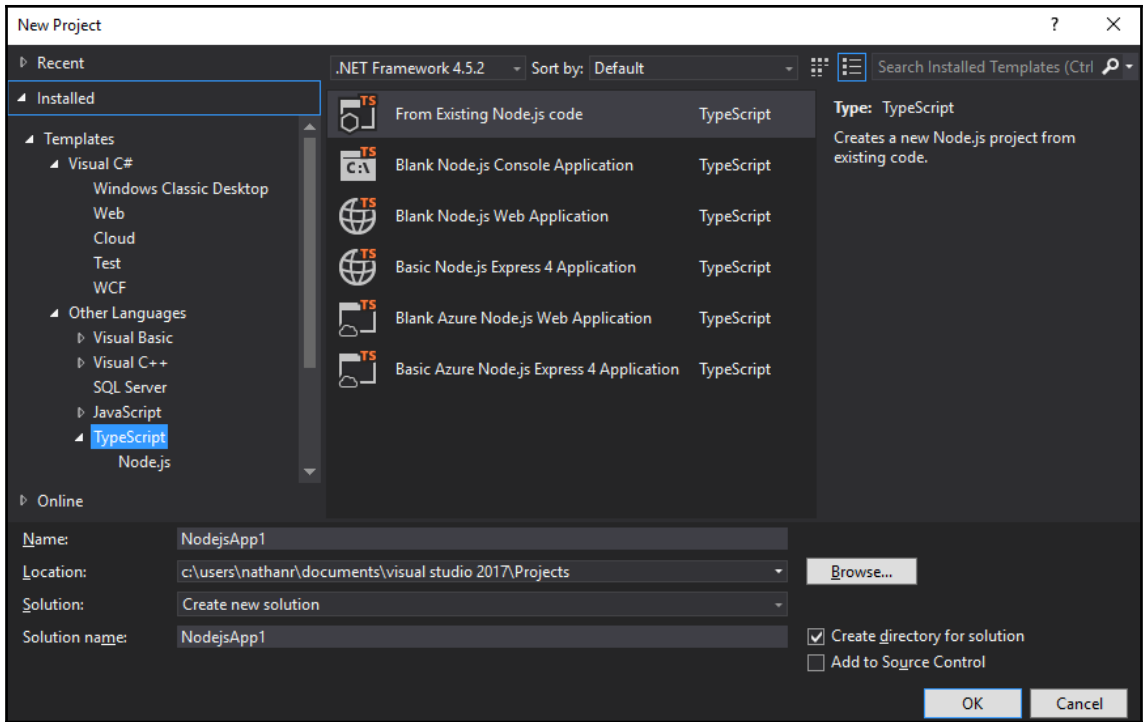 New Project
?
Recent
.NET Framework 4.5.2
Sort by: Default
Search Installed Templates (Ctrl
Installed
Templates
Visual C#
Windows Classic Desktop
Web
Cloud
Test
WCF
Other Languages
Visual Basic
Visual C++
SQL Server
JavaScript
TypeScript
Node.js
Online
TS
From Existing Node.js code TypeScript
TS
C:\
Blank Node.js Console Application TypeScript
TS
Blank Node.js Web Application TypeScript
TS
Basic Node.js Express 4 Application TypeScript
TS
Blank Azure Node.js Web Application TypeScript
TS
Basic Azure Node.js Express 4 Application TypeScript
Type: TypeScript
Creates a new Node.js project from
existing code.
Name: NodejsApp1
Location: c:\users\nathanr\documents\visual studio 2017\Projects
Browse...
Solution: Create new solution
Solution name: NodejsApp1
Create directory for solution
Add to Source Control
OK
Cancel